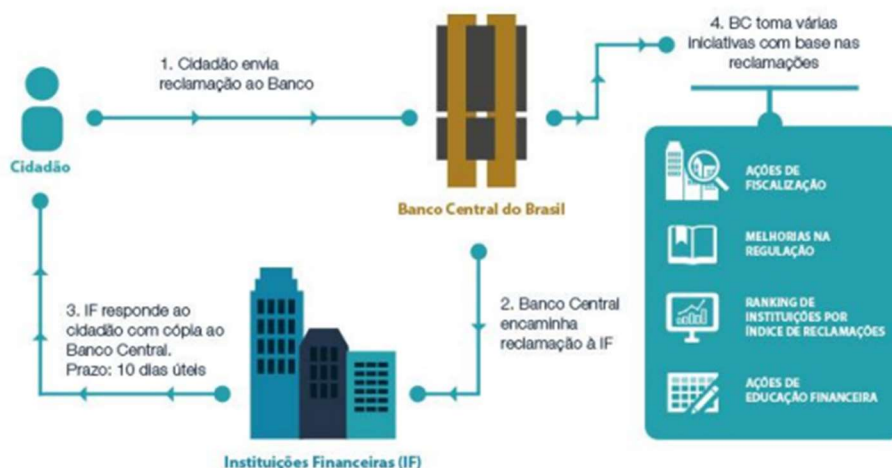 1. Cidadão envia
reclamação ao Banco
Cidadão
Banco Central do Brasil
2. Banco Central
encaminha
reclamação à IF
3. IF responde ao
cidadão com cópia ao
Banco Central.
Prazo: 10 dias úteis
Instituições Financeiras (IF)
4. BC toma várias
iniciativas com base nas
reclamações
AÇÕES DE
FISCALIZAÇÃO
MELHORIAS NA
REGULAÇÃO
RANKING DE
INSTITUIÇÕES POR
ÍNDICE DE RECLAMAÇÕES
AÇÕES DE
EDUCAÇÃO FINANCEIRA